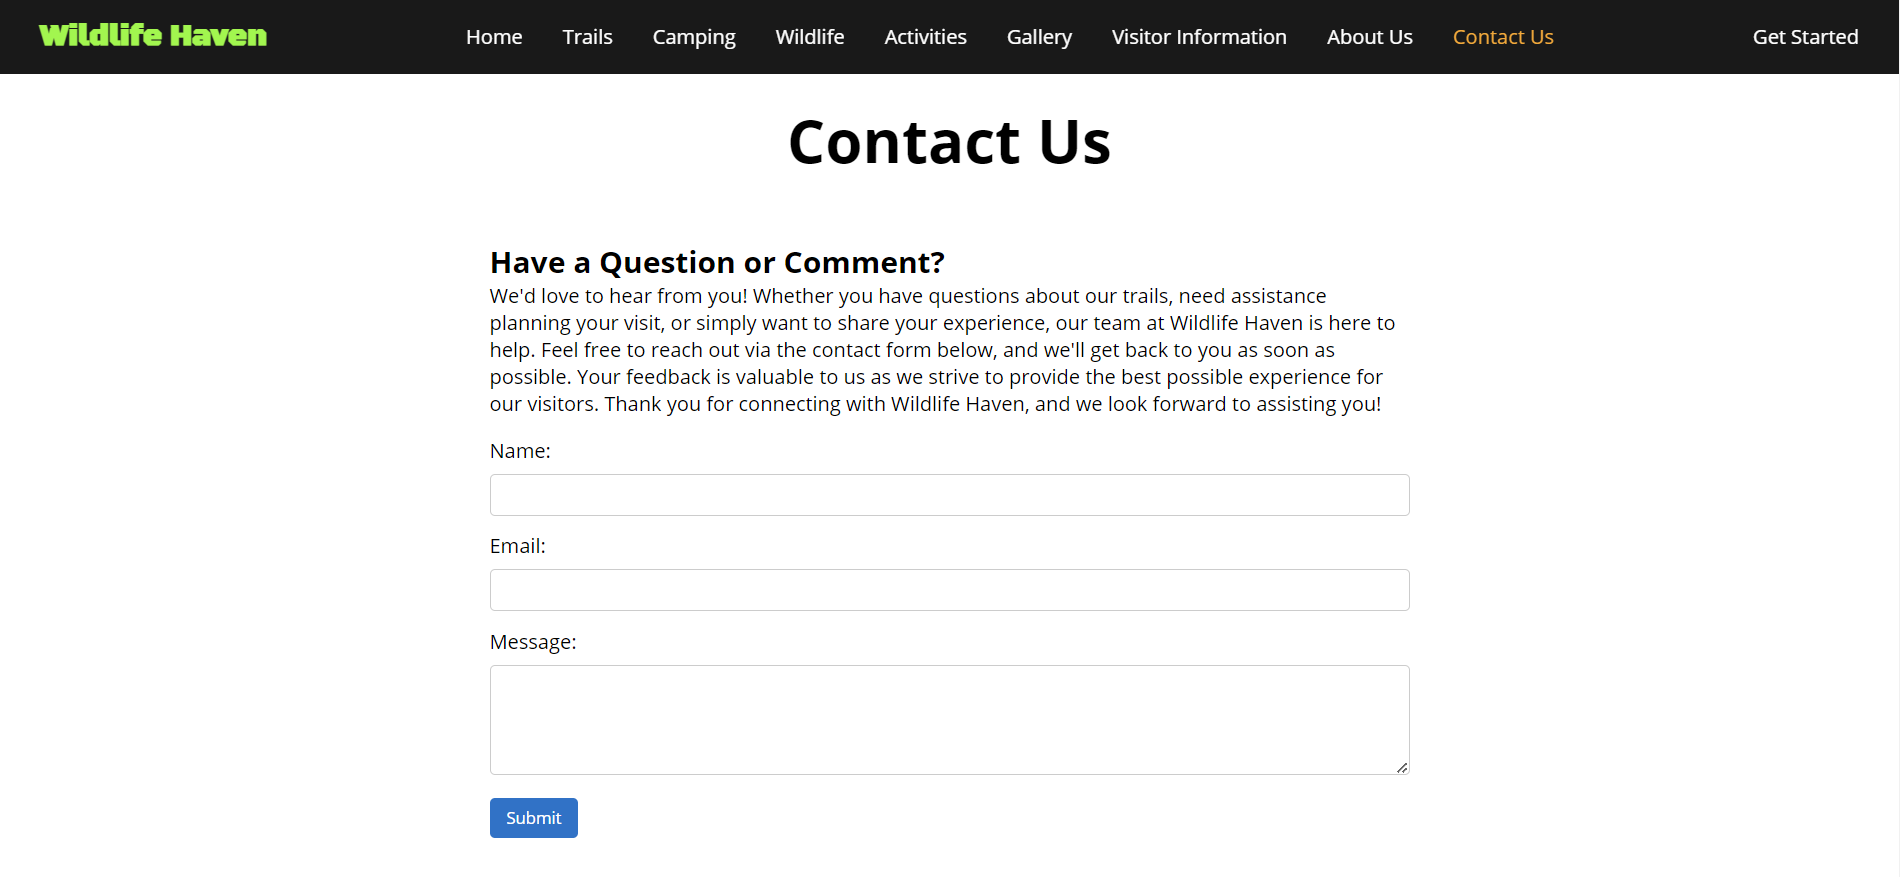 Wildlife Haven
Home
Trails
Camping
Wildlife
Activities
Gallery
Visitor Information
About Us
Contact Us
Get Started
Contact Us
Have a Question or Comment?
We'd love to hear from you! Whether you have questions about our trails, need assistance
planning your visit, or simply want to share your experience, our team at Wildlife Haven is here to
help. Feel free to reach out via the contact form below, and we'll get back to you as soon as
possible. Your feedback is valuable to us as we strive to provide the best possible experience for
our visitors. Thank you for connecting with Wildlife Haven, and we look forward to assisting you!
Name:
Email:
Message:
Submit